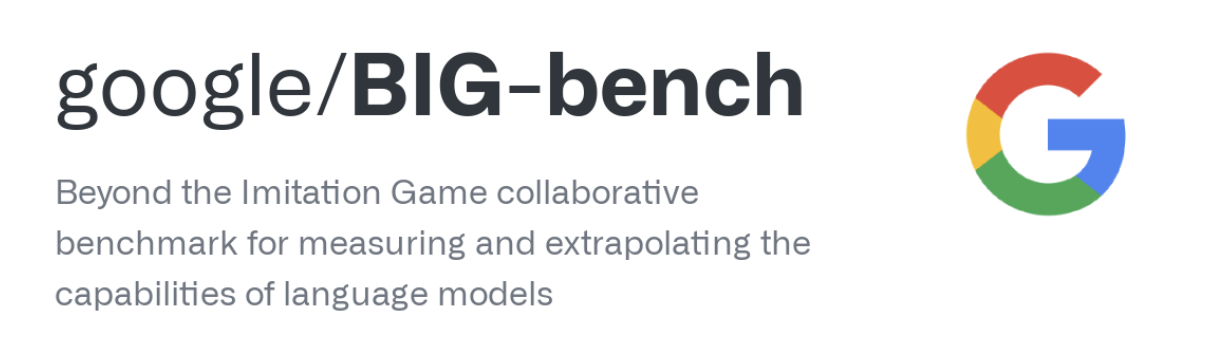 google/BIG-bench
Beyond the Imitation Game collaborative
benchmark for measuring and extrapolating the
capabilities of language models